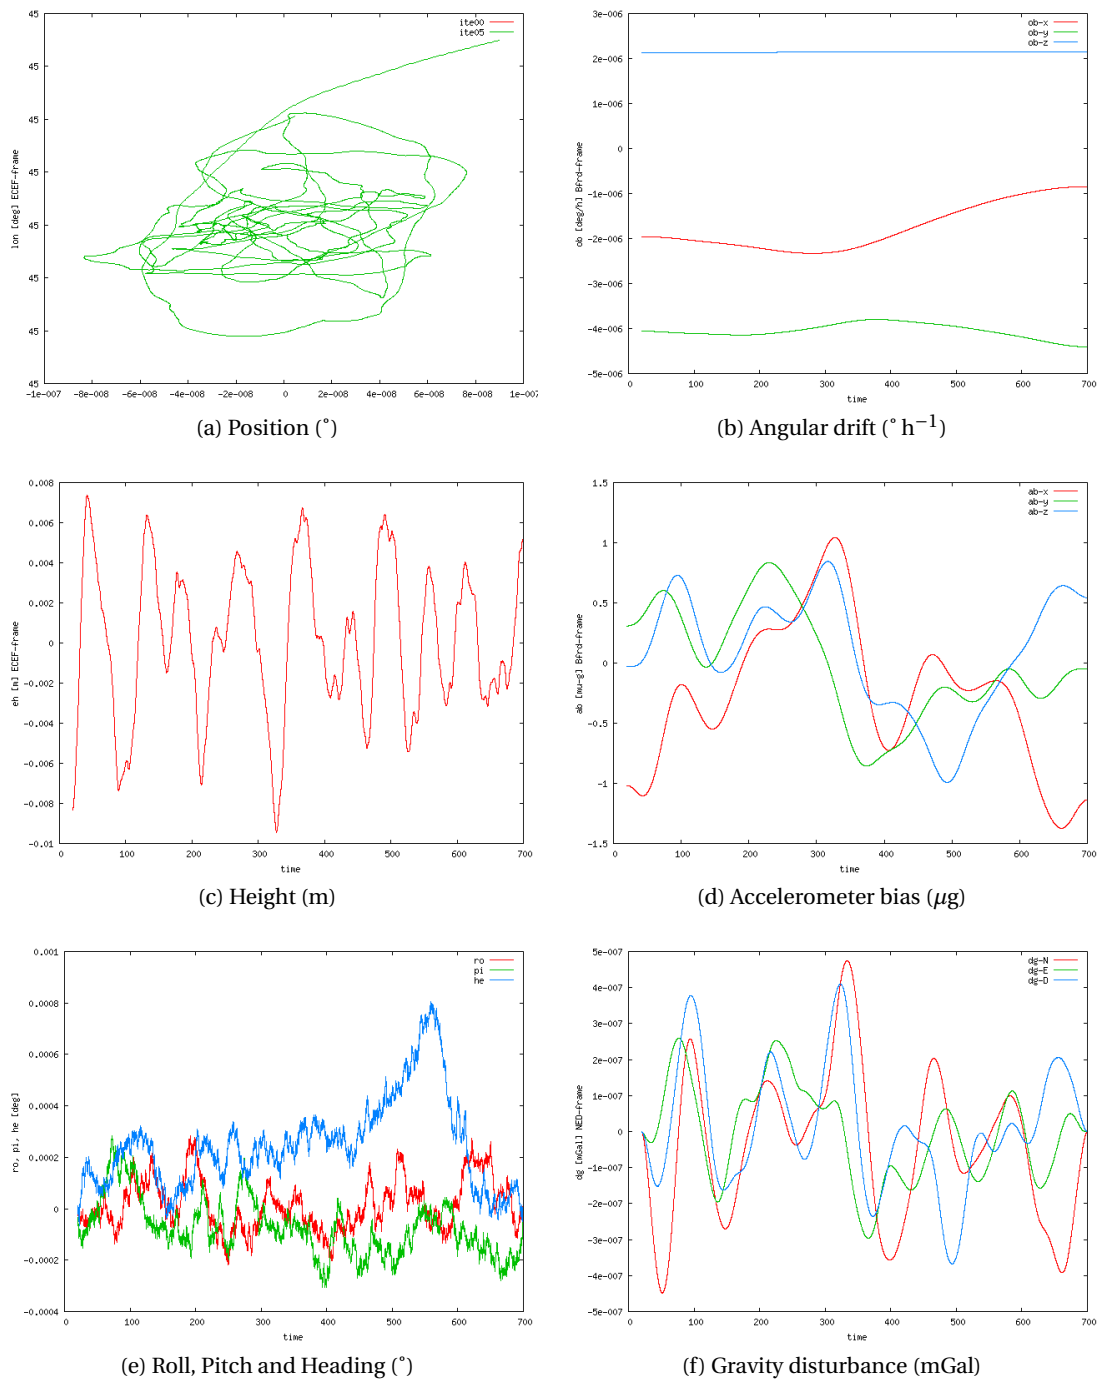 45
45
45
45
45
45
45
45
lon [deg] ECEF-frame
ite00
ite05
-1e-007
-8e-008
-6e-008
-4e-008
-2e-008
0
2e-008
4e-008
6e-008
8e-008
1e-007
(a) Position (°)
3e-006
2e-006
1e-006
0
-1e-006
-2e-006
-3e-006
-4e-006
-5e-006
ob [deg/h] Bfrd-frame
ob-x
ob-y
ob-z
0 100 200 300 400 500 600 700
time
(b) Angular drift (° h−1)
0.008
0.006
0.004
0.002
0
-0.002
-0.004
-0.006
-0.008
-0.01
eh [m] ECEF-frame
0 100 200 300 400 500 600 700
time
(c) Height (m)
1.5
1
0.5
0
-0.5
-1
-1.5
ab [mu-g] Bfrd-frame
ab-x
ab-y
ab-z
0 100 200 300 400 500 600 700
time
(d) Accelerometer bias (μg)
0.001
0.0008
0.0006
0.0004
0.0002
0
-0.0002
-0.0004
ro, pi, he [deg]
ro
pi
he
0 100 200 300 400 500 600 700
time
(e) Roll, Pitch and Heading (°)
5e-007
4e-007
3e-007
2e-007
1e-007
0
-1e-007
-2e-007
-3e-007
-4e-007
-5e-007
dg [mGal] NED-frame
dg-N
dg-E
dg-D
0 100 200 300 400 500 600 700
time
(f) Gravity disturbance (mGal)